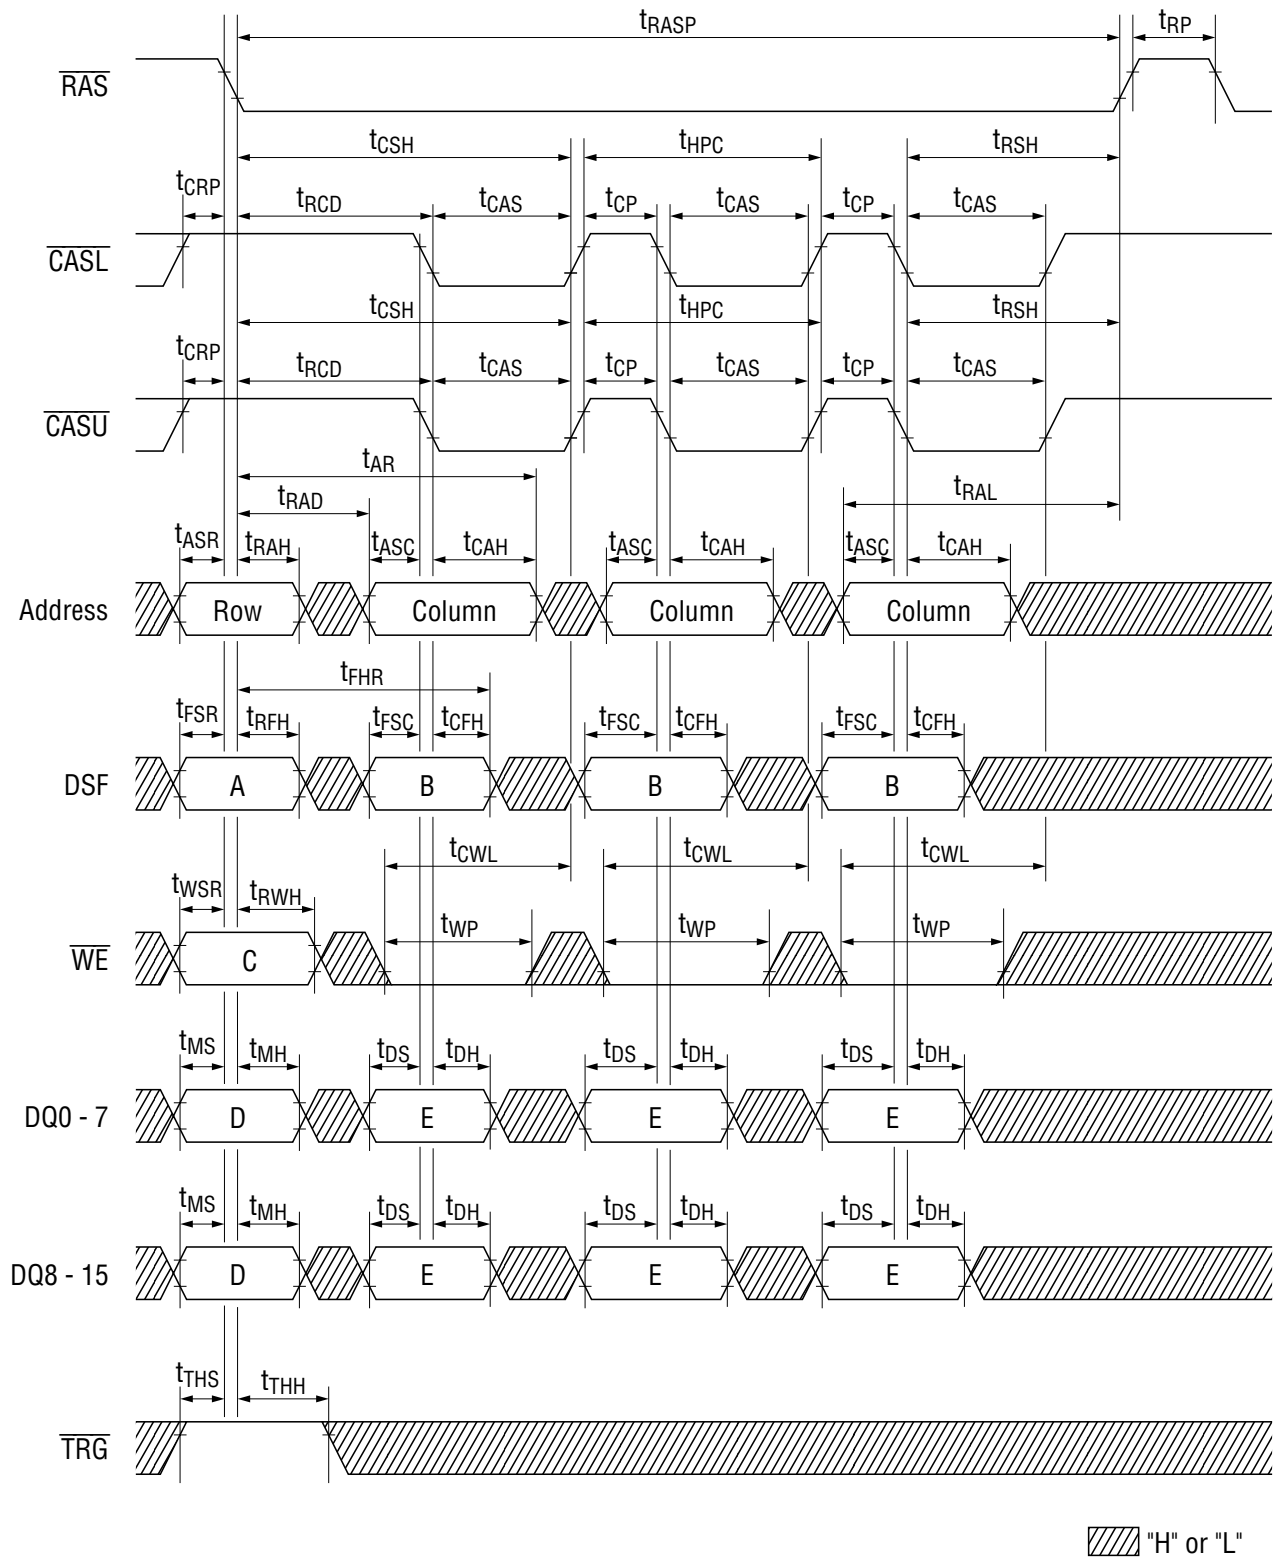 tRASP tRP
RAS
tCSH tHPC tRSH
tCRP tRCD tCAS tCP tCAS tCP tCAS
CASL
tCSH tHPC tRSH
tCRP tRCD tCAS tCP tCAS tCP tCAS
CASU
tAR
tRAD tRAL
tASR tRAH tASC tCAH tASC tCAH tASC tCAH
Address Row Column Column Column
tFHR
tFSR tRFH tFSC tCFH tFSC tCFH tFSC tCFH
DSF A B B B
tCWL tCWL tCWL
tWSR tRWH tWP tWP tWP
WE C
tMS tMH tDS tDH tDS tDH tDS tDH
DQ0 - 7 D E E E
tMS tMH tDS tDH tDS tDH tDS tDH
DQ8 - 15 D E E E
tTHS tTHH
TRG
"H" or "L"